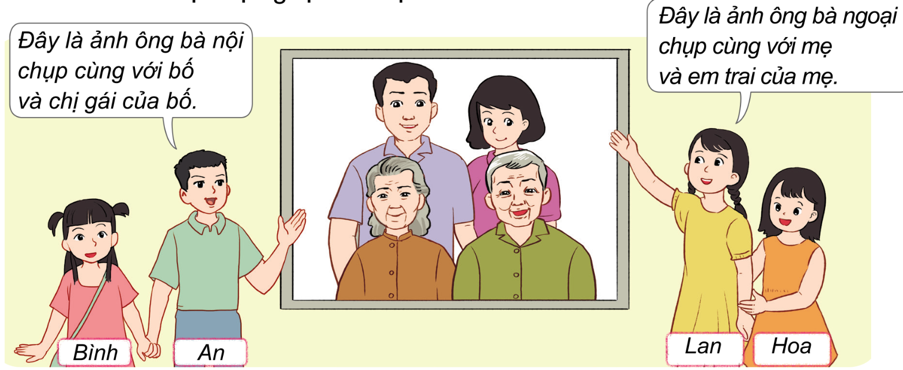 Đây là ảnh ông bà nội
chụp cùng với bố
và chị gái của bố.
Đây là ảnh ông bà ngoại
chụp cùng với mẹ
và em trai của mẹ.
Bình
An
Lan
Hoa